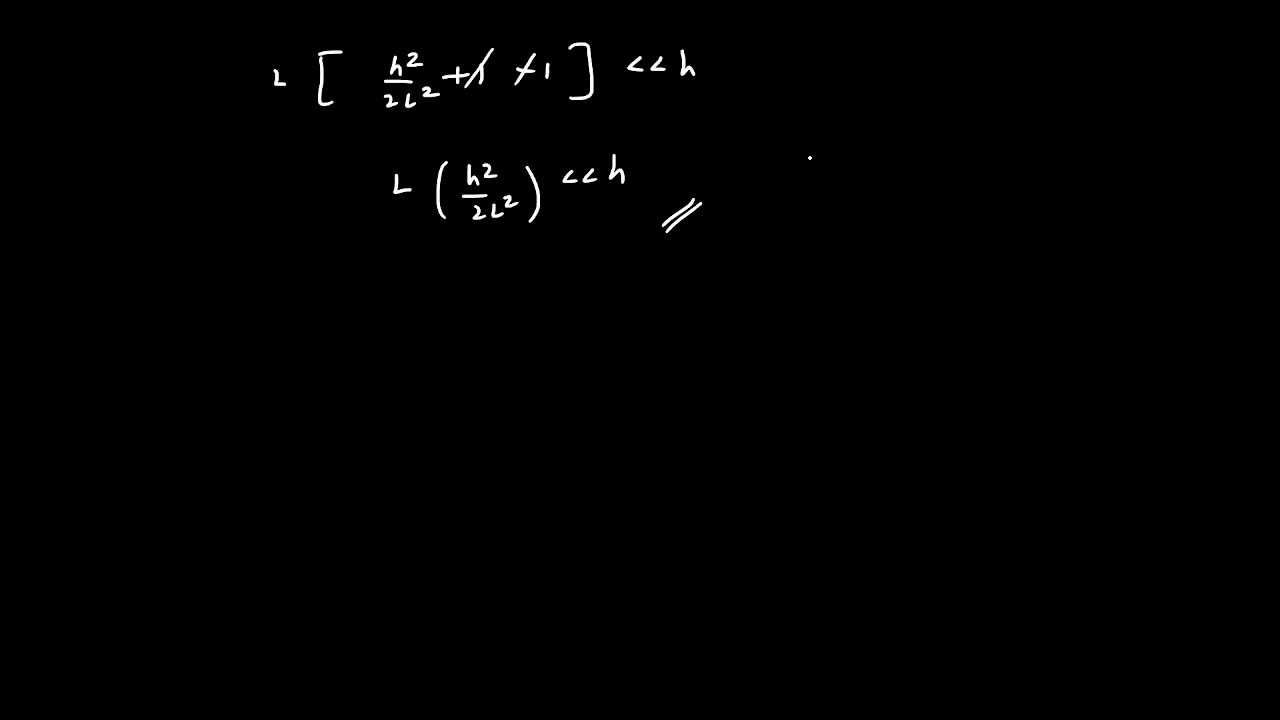 L [ h²/2L² + 1 - 1 ] << h
L ( h²/2L² ) << h